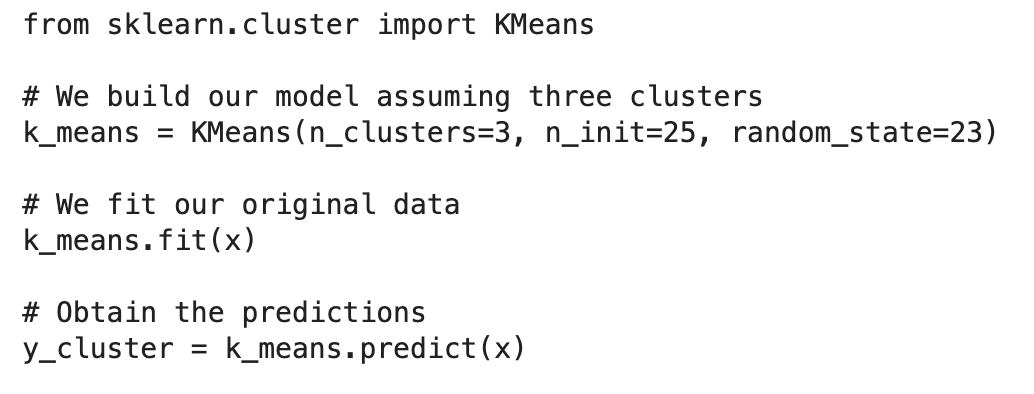 from sklearn.cluster import KMeans
# We build our model assuming three clusters
k_means = KMeans(n_clusters=3, n_init=25, random_state=23)
# We fit our original data
k_means.fit(x)
# Obtain the predictions
y_cluster = k_means.predict(x)